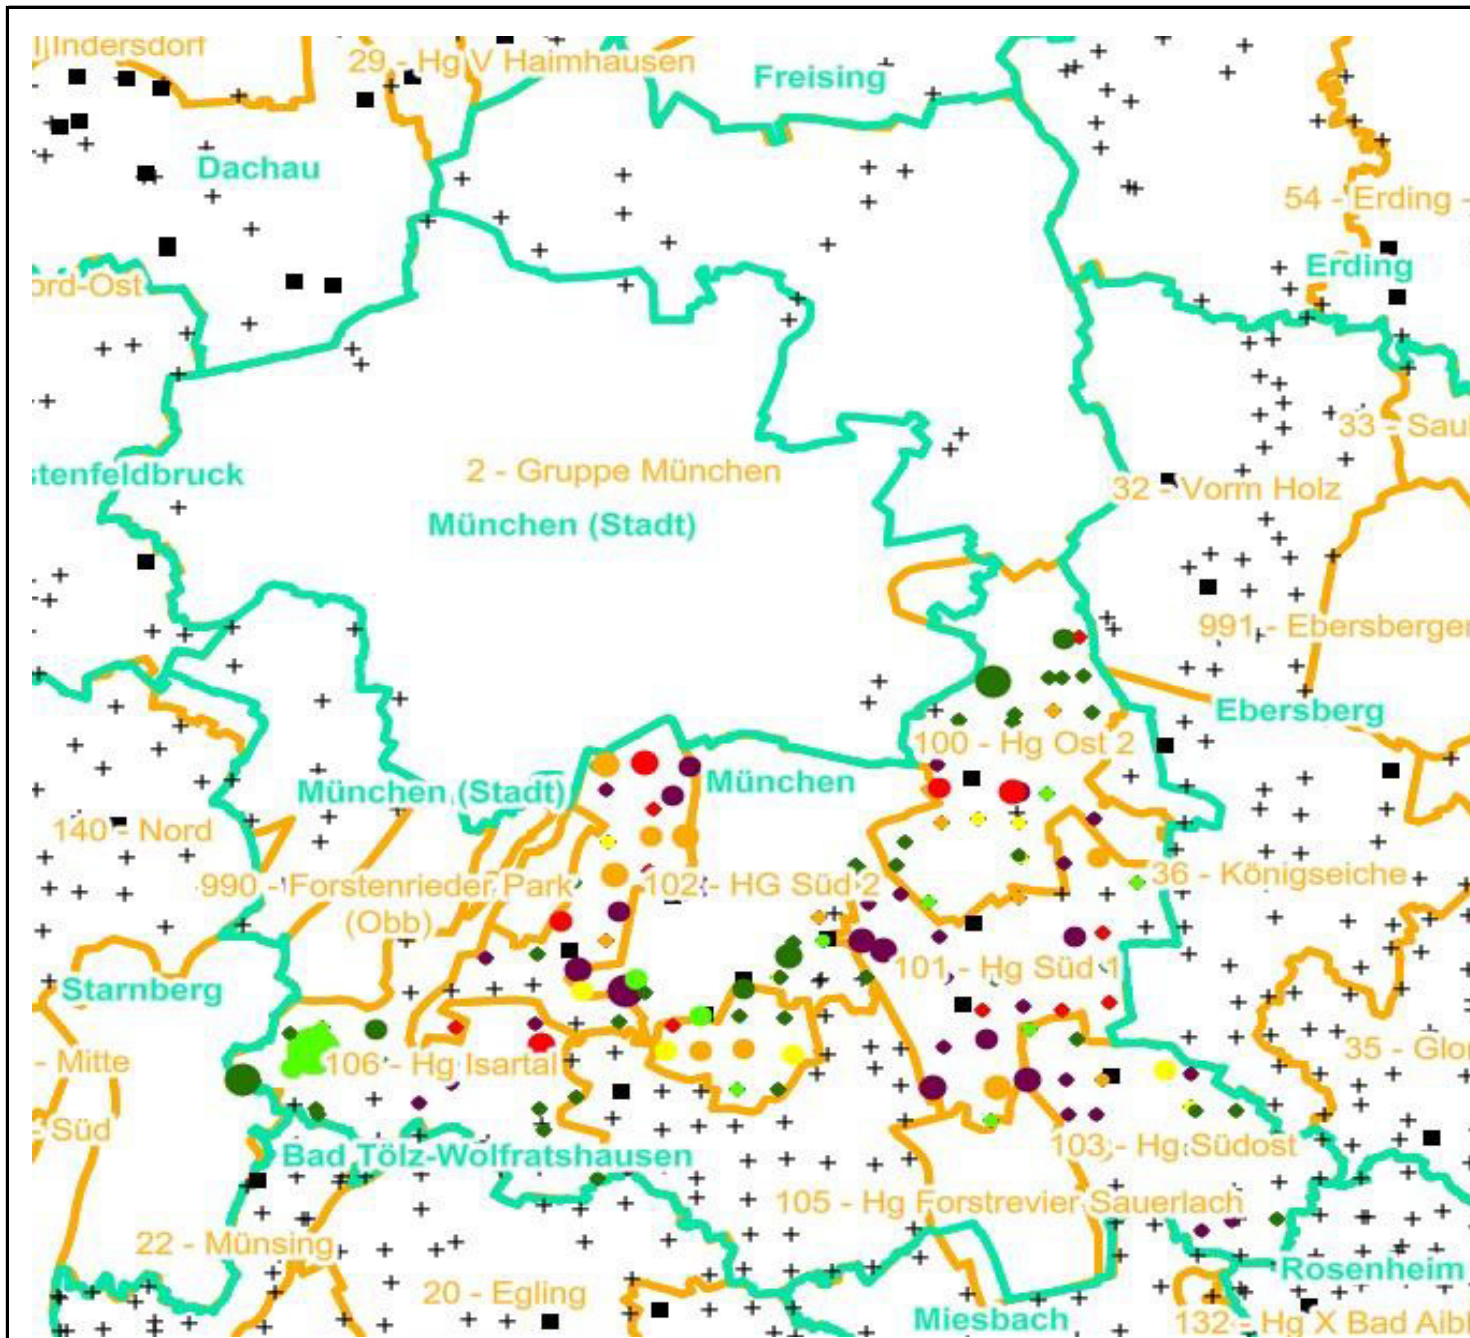 Indersdorf
29 - Hg V Haimhausen
Freising
Dachau
54 - Erding -
Erding
ord-Ost
33 - Saul
2 - Gruppe München
stenfeldbruck
32 - Vorm Holz
München (Stadt)
991 - Ebersberger
Ebersberg
100 - Hg Ost 2
München (Stadt)
München
140 - Nord
990 - Forstenrieder Park
(Obb)
102 - HG Süd 2
36 - Königseiche
101 - Hg Süd 1
Starnberg
- Mitte
106 - Hg Isartal
35 - Glon
- Süd
Bad Tölz-Wolfratshausen
103 - Hg Südost
105 - Hg Forstrevier Sauerlach
22 - Münsing
20 - Egling
Rosenheim
Miesbach
132 - Hg X Bad Aibl